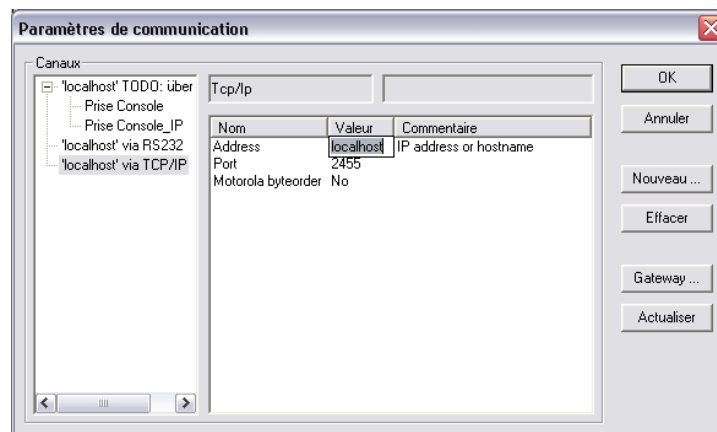 Paramètres de communication
Canaux
'localhost' TODO: über
Prise Console
Prise Console_IP
'localhost' via RS232
'localhost' via TCP/IP
Tcp/Ip
Nom Valeur Commentaire
Address localhost IP address or hostname
Port 2455
Motorola byteorder No
OK
Annuler
Nouveau ...
Effacer
Gateway ...
Actualiser